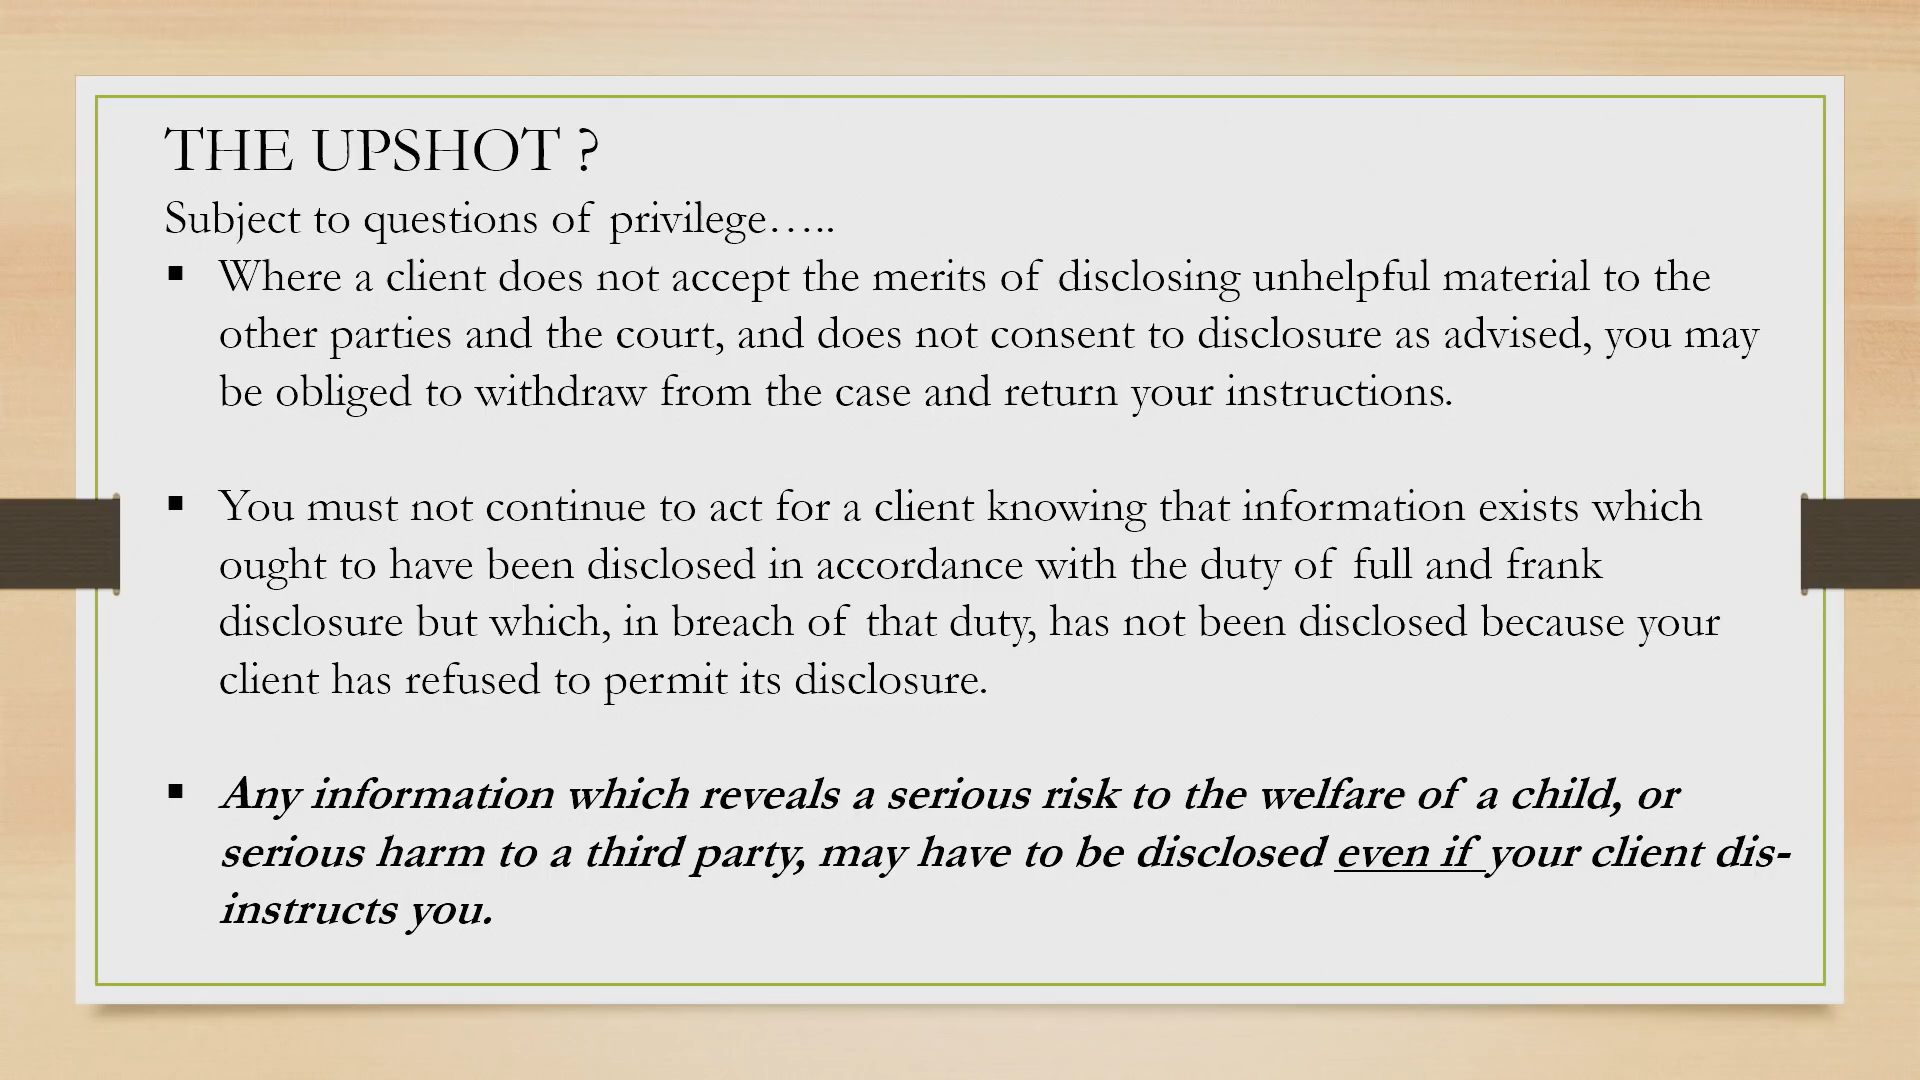 THE UPSHOT ?
Subject to questions of privilege…..
▪ Where a client does not accept the merits of disclosing unhelpful material to the
other parties and the court, and does not consent to disclosure as advised, you may
be obliged to withdraw from the case and return your instructions.
▪ You must not continue to act for a client knowing that information exists which
ought to have been disclosed in accordance with the duty of full and frank
disclosure but which, in breach of that duty, has not been disclosed because your
client has refused to permit its disclosure.
▪ Any information which reveals a serious risk to the welfare of a child, or
serious harm to a third party, may have to be disclosed even if your client dis-
instructs you.